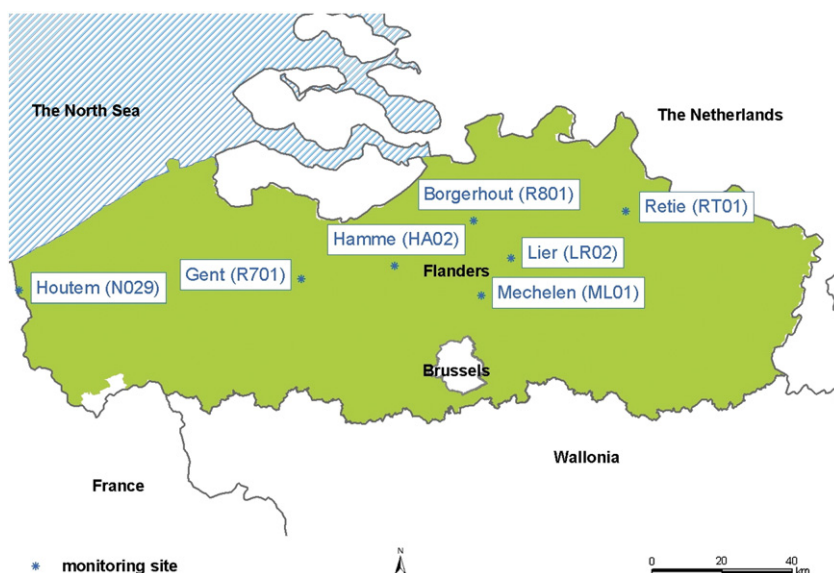 The North Sea
The Netherlands
Borgerhout (R801)
Retie (RT01)
Hamme (HA02)
Lier (LR02)
Flanders
Gent (R701)
Houtem (N029)
Mechelen (ML01)
Brussels
Wallonia
France
N
monitoring site
0 20 40
km